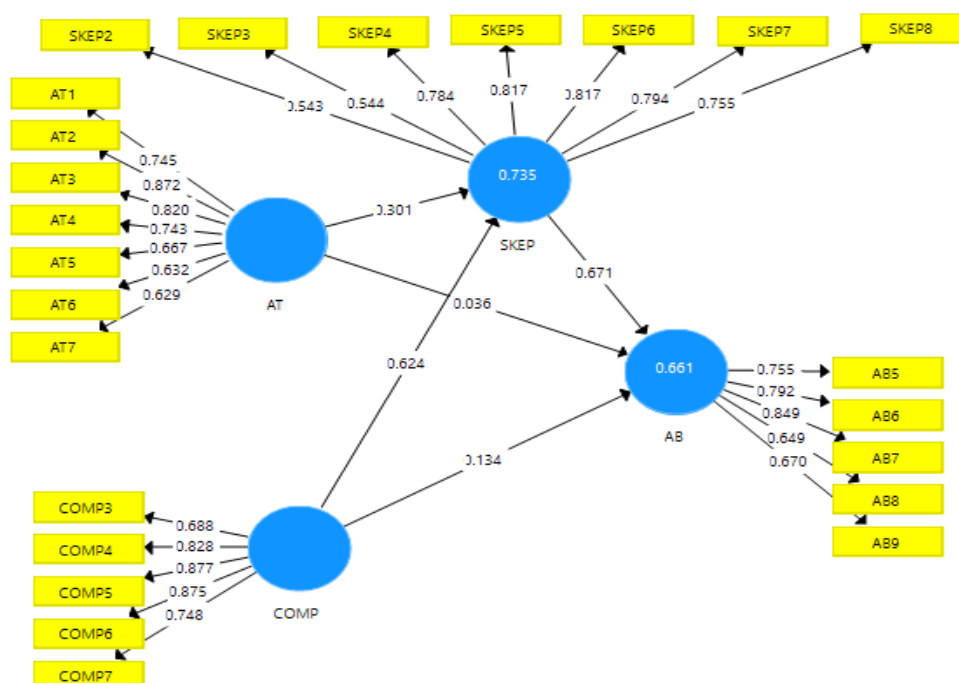 SKEP2
SKEP3
SKEP4
SKEP5
SKEP6
SKEP7
SKEP8
0.543
0.544
0.784
0.817
0.817
0.794
0.755
AT1
AT2
AT3
AT4
AT5
AT6
AT7
0.745
0.872
0.820
0.743
0.667
0.632
0.629
AT
0.735
SKEP
0.301
0.036
0.671
0.624
0.134
0.661
AB
0.755
0.792
0.849
0.649
0.670
AB5
AB6
AB7
AB8
AB9
COMP3
COMP4
COMP5
COMP6
COMP7
0.688
0.828
0.877
0.875
0.748
COMP